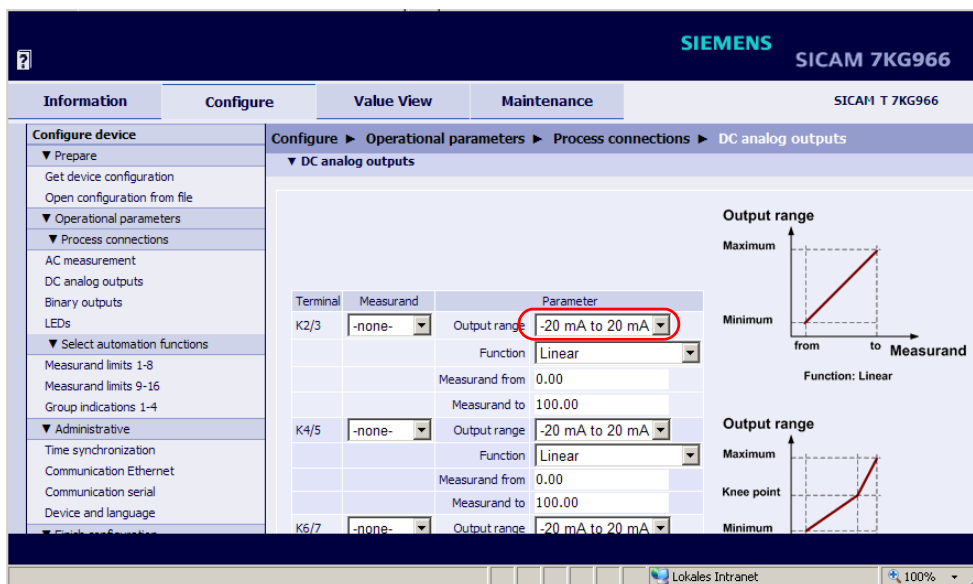 SIEMENS
SICAM 7KG966
Information Configure Value View Maintenance SICAM T 7KG966
Configure device
▼ Prepare
Get device configuration
Open configuration from file
▼ Operational parameters
▼ Process connections
AC measurement
DC analog outputs
Binary outputs
LEDs
▼ Select automation functions
Measurand limits 1-8
Measurand limits 9-16
Group indications 1-4
▼ Administrative
Time synchronization
Communication Ethernet
Communication serial
Device and language
▼ Finish configuration
Configure ► Operational parameters ► Process connections ► DC analog outputs
▼ DC analog outputs
Terminal Measurand Parameter
K2/3 -none- Output range -20 mA to 20 mA
Function Linear
Measurand from 0.00
Measurand to 100.00
K4/5 -none- Output range -20 mA to 20 mA
Function Linear
Measurand from 0.00
Measurand to 100.00
K6/7 -none- Output range -20 mA to 20 mA
Output range
Maximum
Minimum
from to Measurand
Function: Linear
Output range
Maximum
Knee point
Minimum
Lokales Intranet 100%